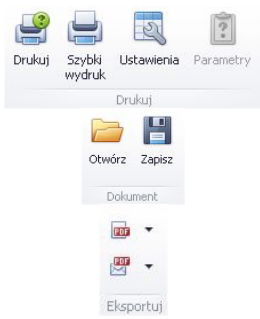 Drukuj Szybki wydruk Ustawienia Parametry
Drukuj
Otwórz Zapisz
Dokument
PDF
PDF
Eksportuj